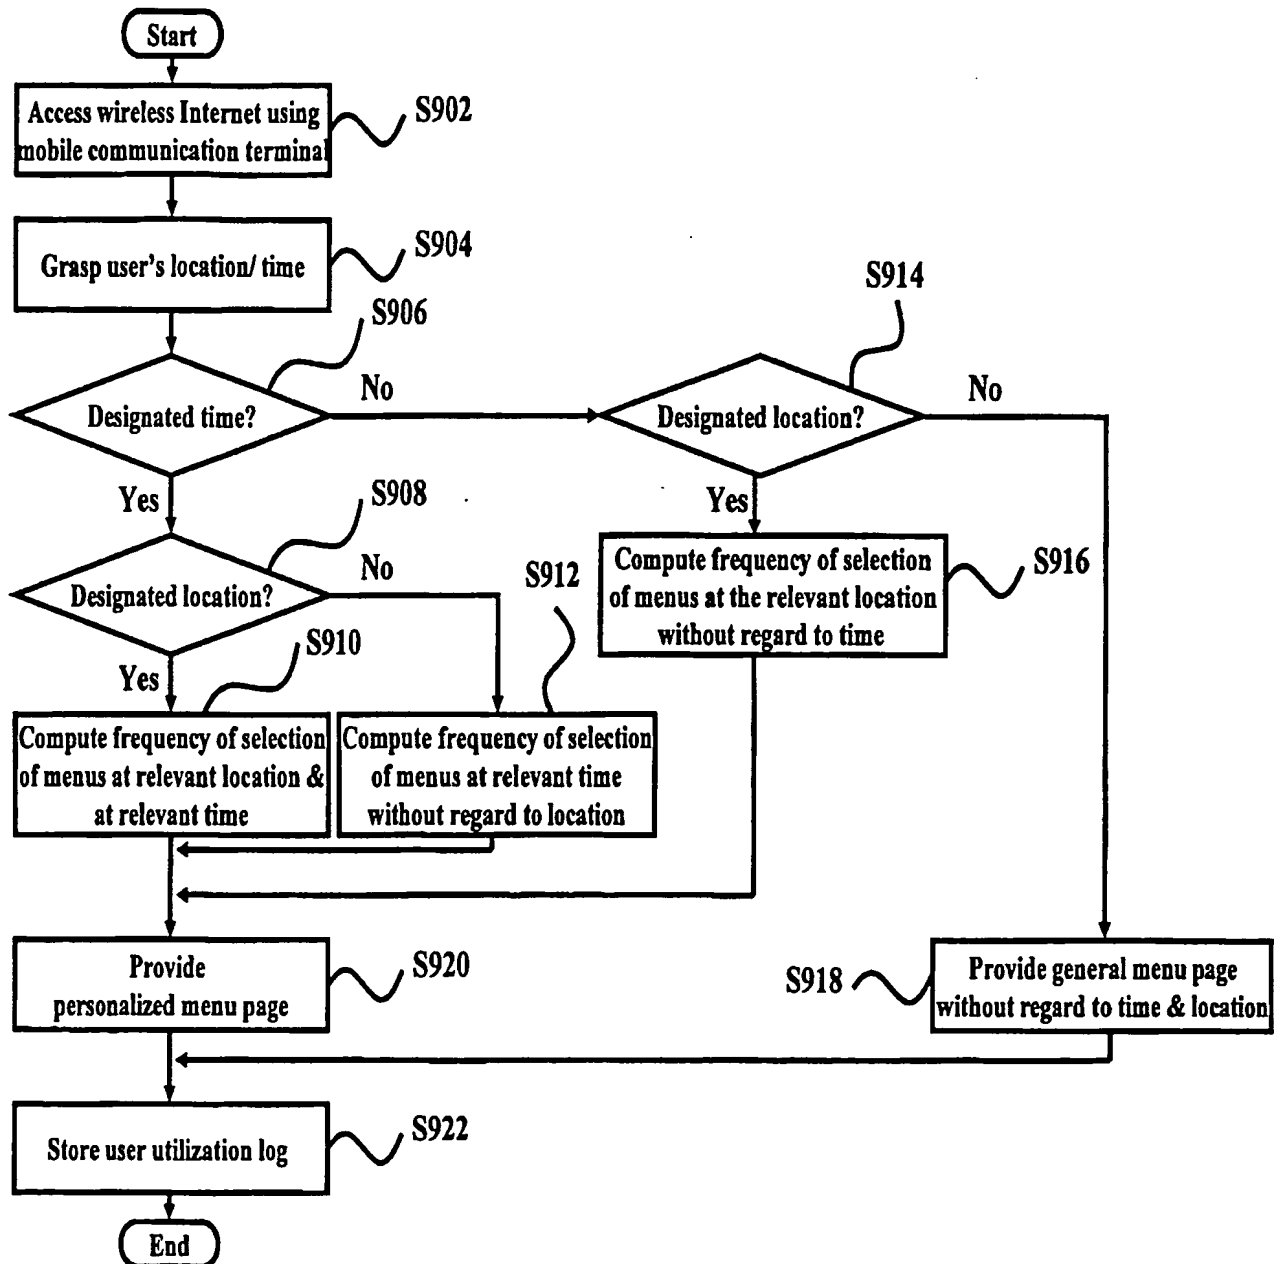 Start
Access wireless Internet using
mobile communication terminal
S902
Grasp user's location/ time
S904
S906
Designated time?
No
Yes
S914
Designated location?
No
Yes
S908
Designated location?
No
Yes
S912
Compute frequency of selection
of menus at the relevant location
without regard to time
S916
S910
Compute frequency of selection
of menus at relevant location &
at relevant time
Compute frequency of selection
of menus at relevant time
without regard to location
Provide
personalized menu page
S920
S918
Provide general menu page
without regard to time & location
Store user utilization log
S922
End